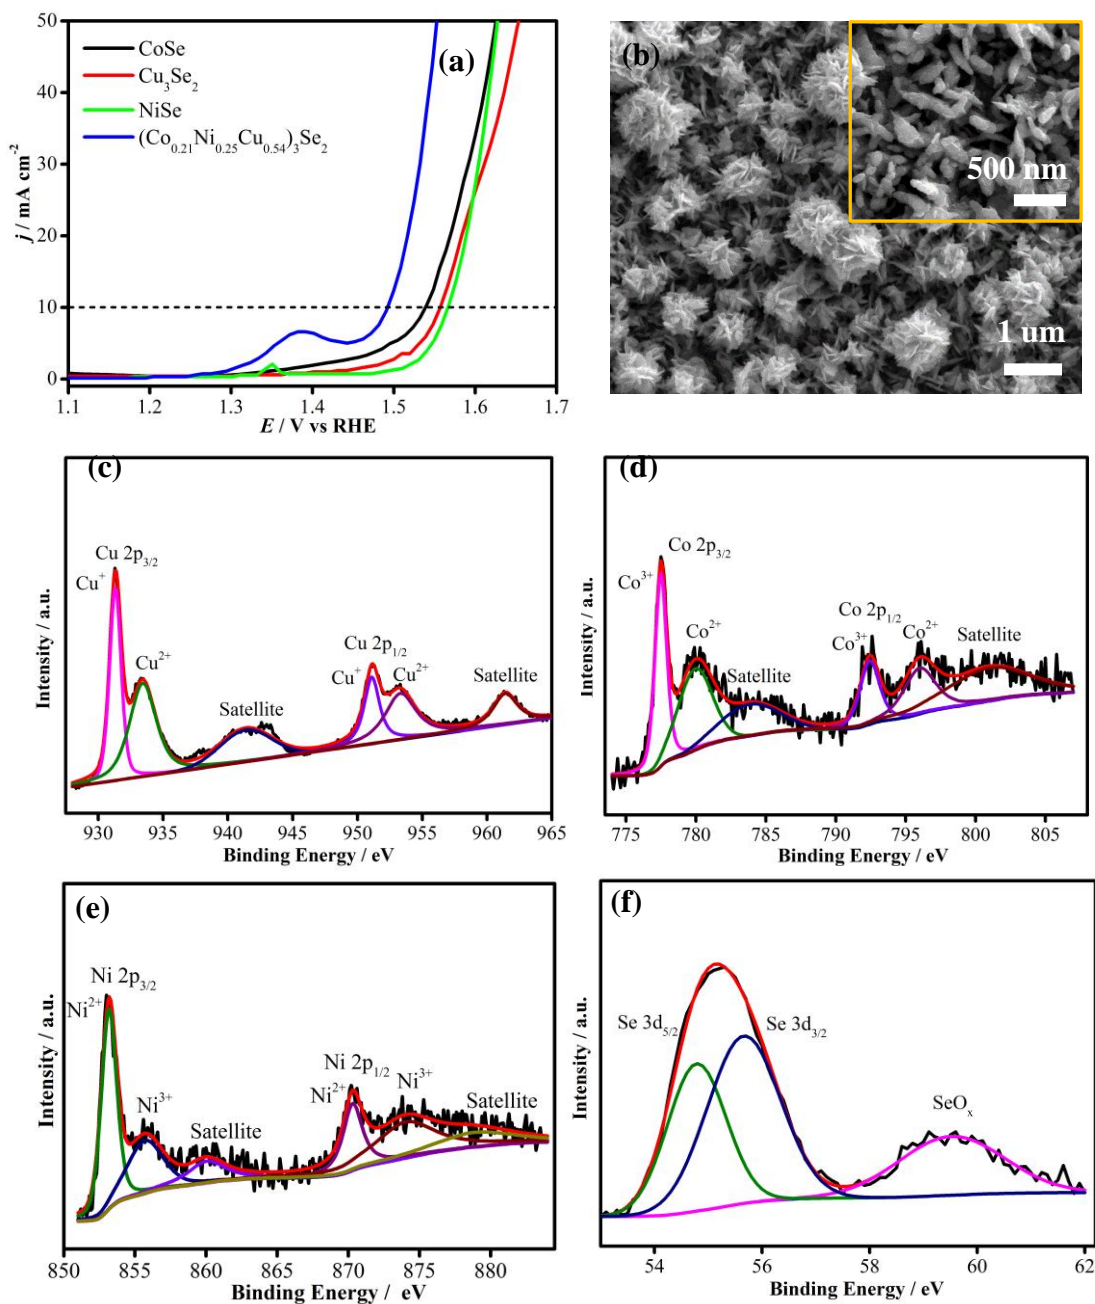 (a)
CoSe
Cu3Se2
NiSe
(Co0.21Ni0.25Cu0.54)3Se2
j / mA cm-2
50
40
30
20
10
0
1.1 1.2 1.3 1.4 1.5 1.6 1.7
E / V vs RHE
(b)
500 nm
1 um
(c)
Cu 2p3/2
Cu+
Cu2+
Satellite
Cu 2p1/2
Cu+
Cu2+
Satellite
Intensity / a.u.
930 935 940 945 950 955 960 965
Binding Energy / eV
(d)
Co 2p3/2
Co3+
Co2+
Satellite
Co 2p1/2
Co3+
Co2+
Satellite
Intensity / a.u.
775 780 785 790 795 800 805
Binding Energy / eV
(e)
Ni 2p3/2
Ni2+
Ni3+
Satellite
Ni 2p1/2
Ni2+
Ni3+
Satellite
Intensity / a.u.
850 855 860 865 870 875 880
Binding Energy / eV
(f)
Se 3d5/2
Se 3d3/2
SeOx
Intensity / a.u.
54 56 58 60 62
Binding Energy / eV